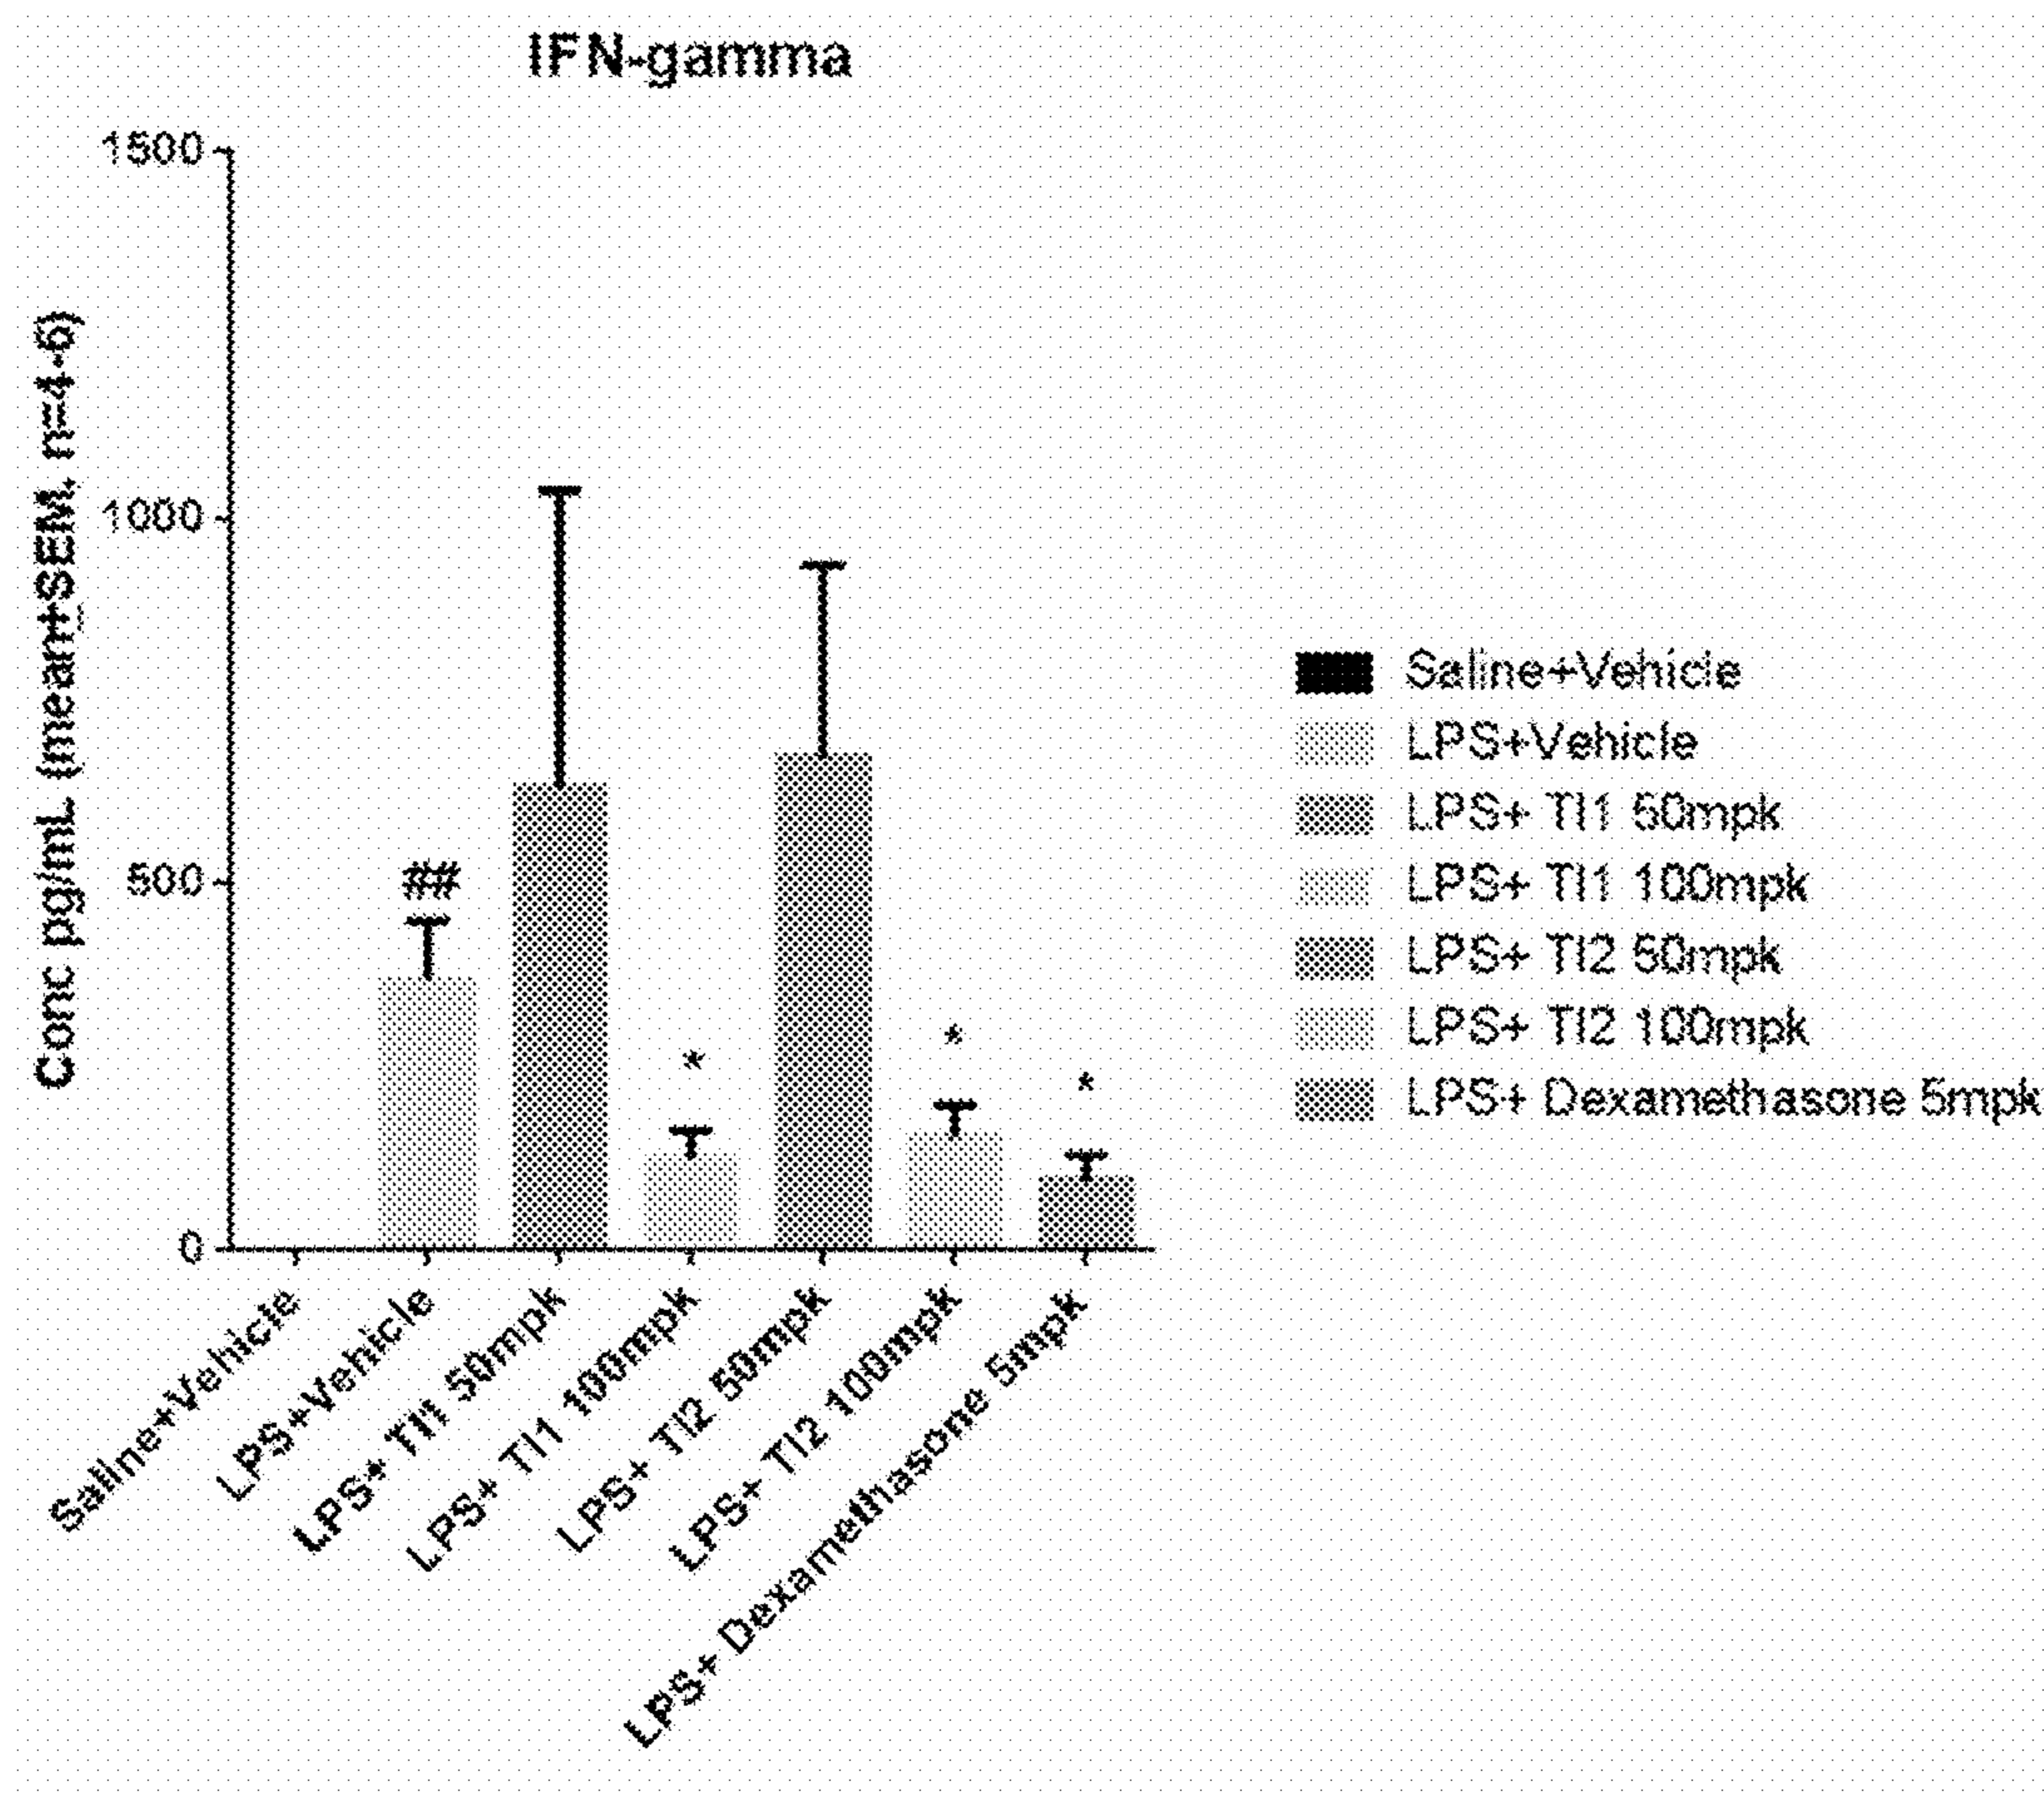 IFN-gamma
Conc pg/mL (mean+SEM, n=4-6)
1500
1000
500
0
##
*
*
*
Saline+Vehicle
LPS+Vehicle
LPS+ TI1 50mpk
LPS+ TI1 100mpk
LPS+ TI2 50mpk
LPS+ TI2 100mpk
LPS+ Dexamethasone 5mpk
Saline+Vehicle
LPS+Vehicle
LPS+ TI1 50mpk
LPS+ TI1 100mpk
LPS+ TI2 50mpk
LPS+ TI2 100mpk
LPS+ Dexamethasone 5mpk